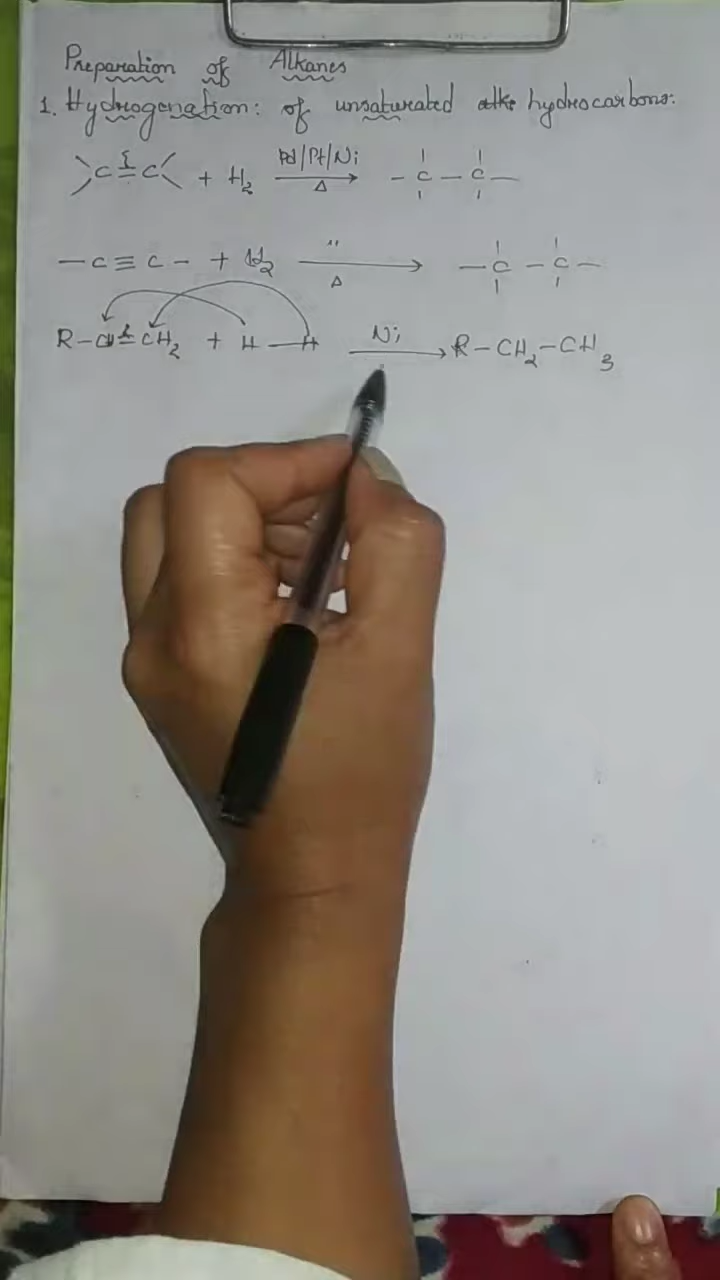 Preparation of Alkanes
1. Hydrogenation: of unsaturated hydrocarbons:
>C=C< + H₂ Pd/Pt/Ni → Δ -C-C-
-C≡C- + H₂ " → Δ -C-C-
R-CH=CH₂ + H-H Ni → R-CH₂-CH₃